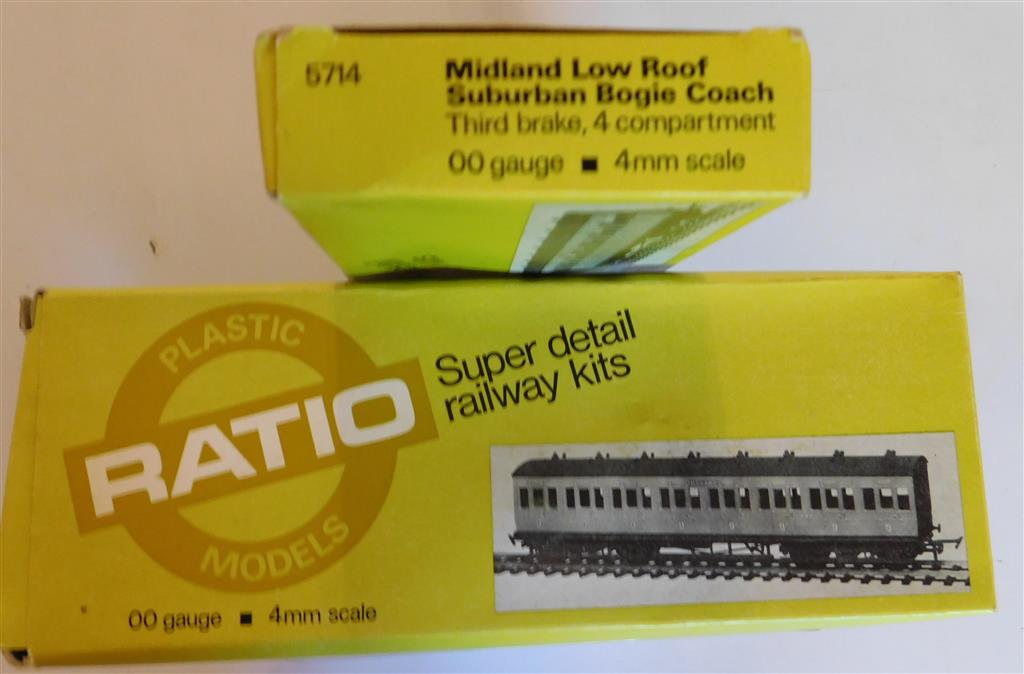 5714
Midland Low Roof
Suburban Bogie Coach
Third brake, 4 compartment
00 gauge ■ 4mm scale
PLASTIC
RATIO
MODELS
Super detail
railway kits
00 gauge ■ 4mm scale